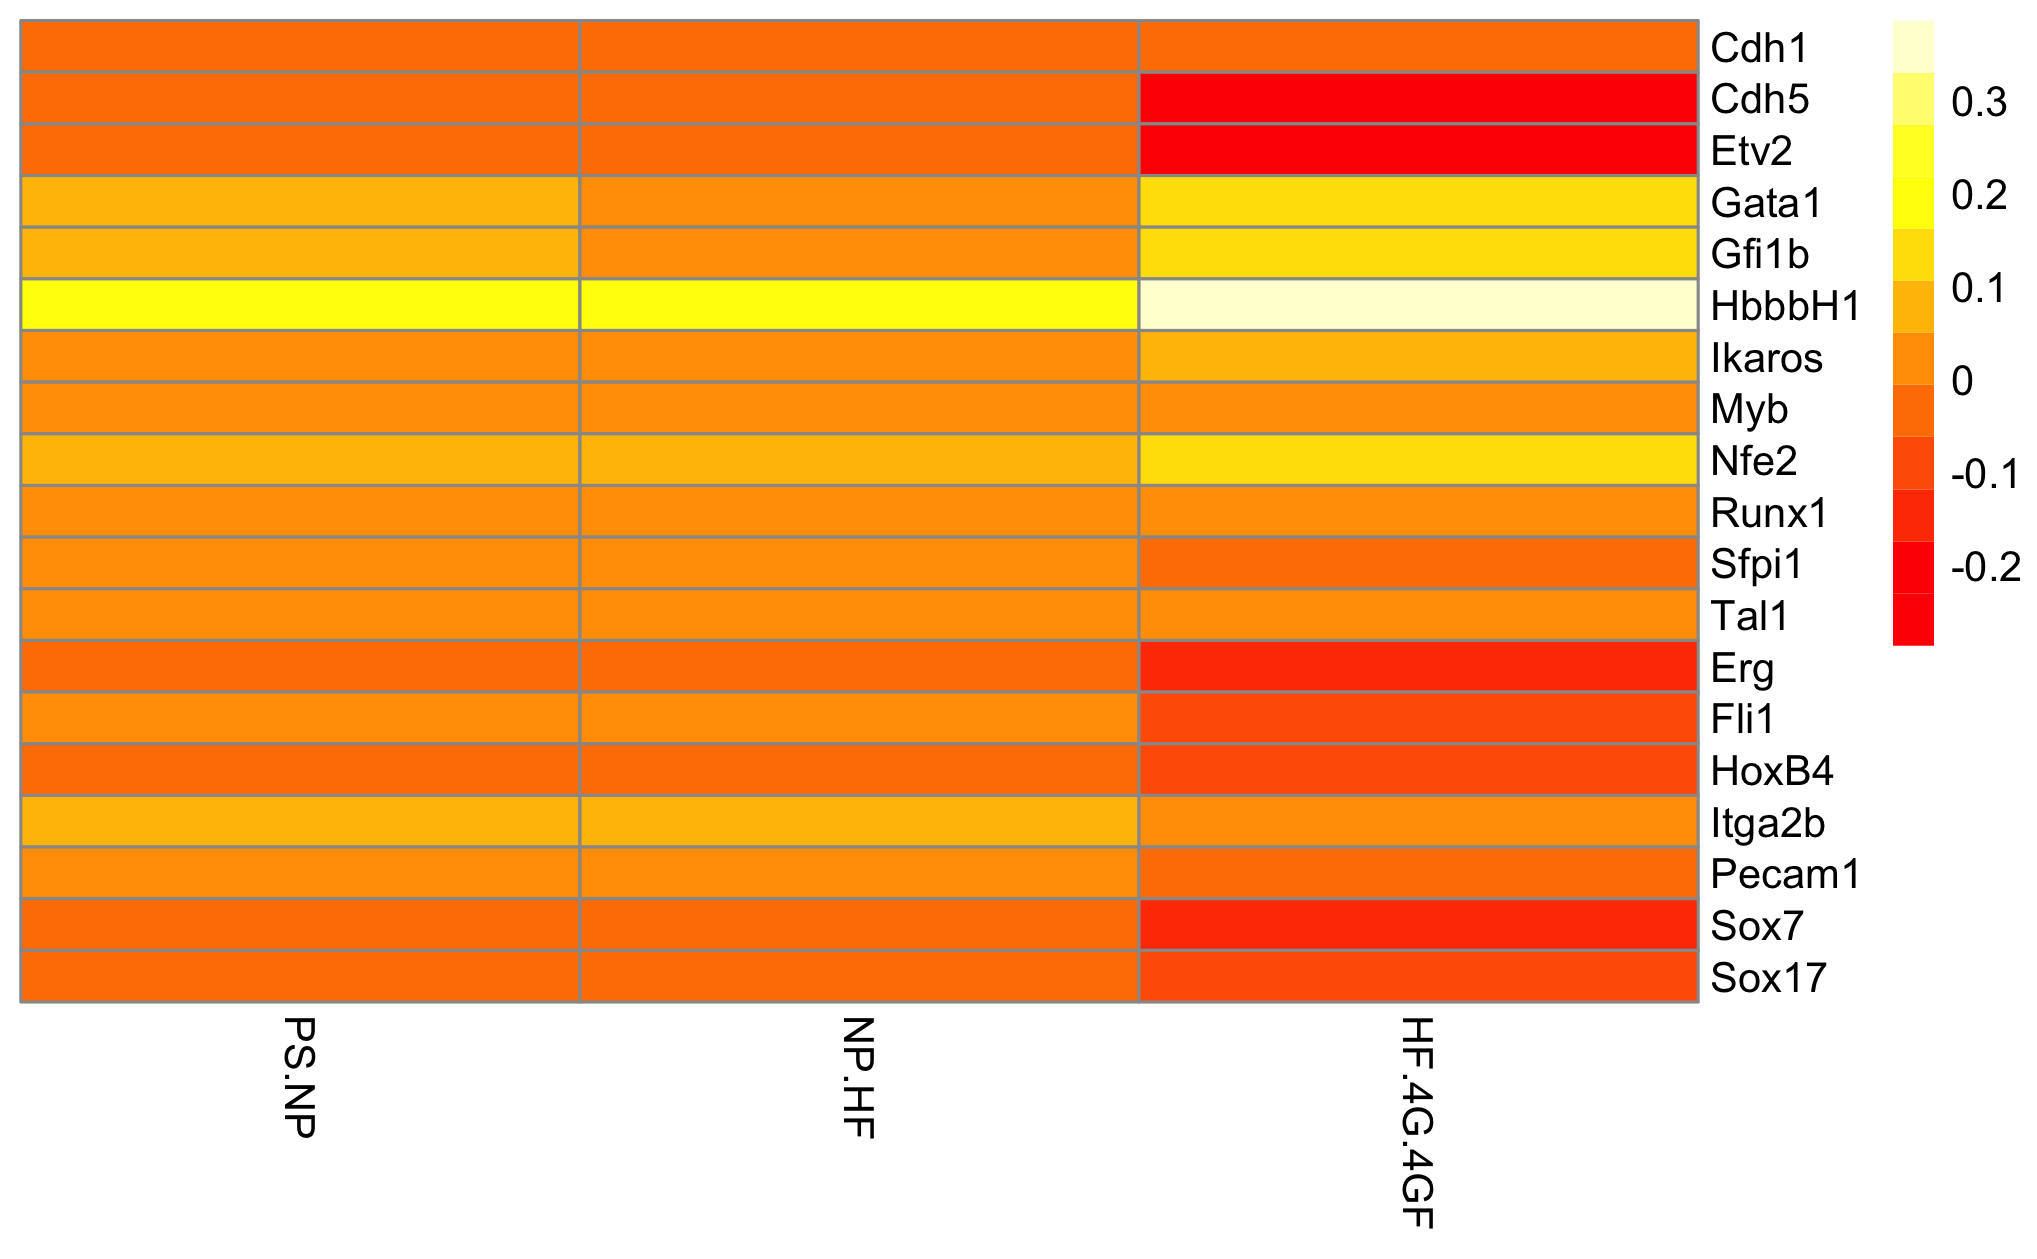 Cdh1
Cdh5
Etv2
Gata1
Gfi1b
HbbbH1
Ikaros
Myb
Nfe2
Runx1
Sfpi1
Tal1
Erg
Fli1
HoxB4
Itga2b
Pecam1
Sox7
Sox17
0.3
0.2
0.1
0
-0.1
-0.2
PS.NP
NP.HF
HF.4G.4GF